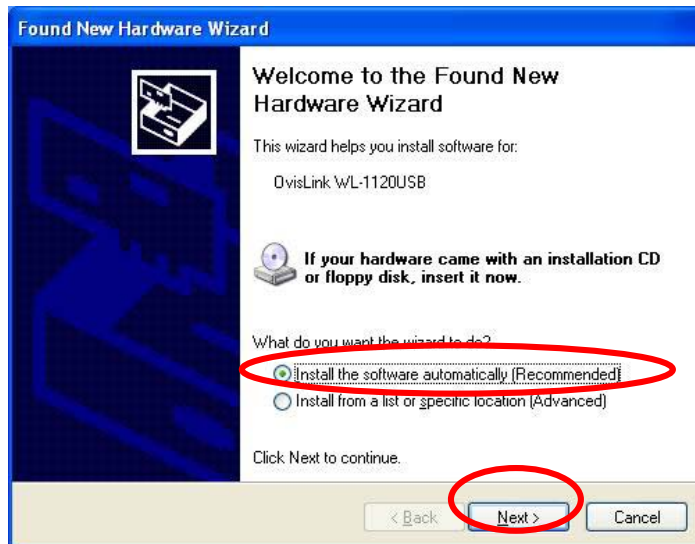 Found New Hardware Wizard
Welcome to the Found New
Hardware Wizard
This wizard helps you install software for:
OvisLink WL-1120USB
If your hardware came with an installation CD
or floppy disk, insert it now.
What do you want the wizard to do?
Install the software automatically (Recommended)
Install from a list or specific location (Advanced)
Click Next to continue.
< Back Next > Cancel